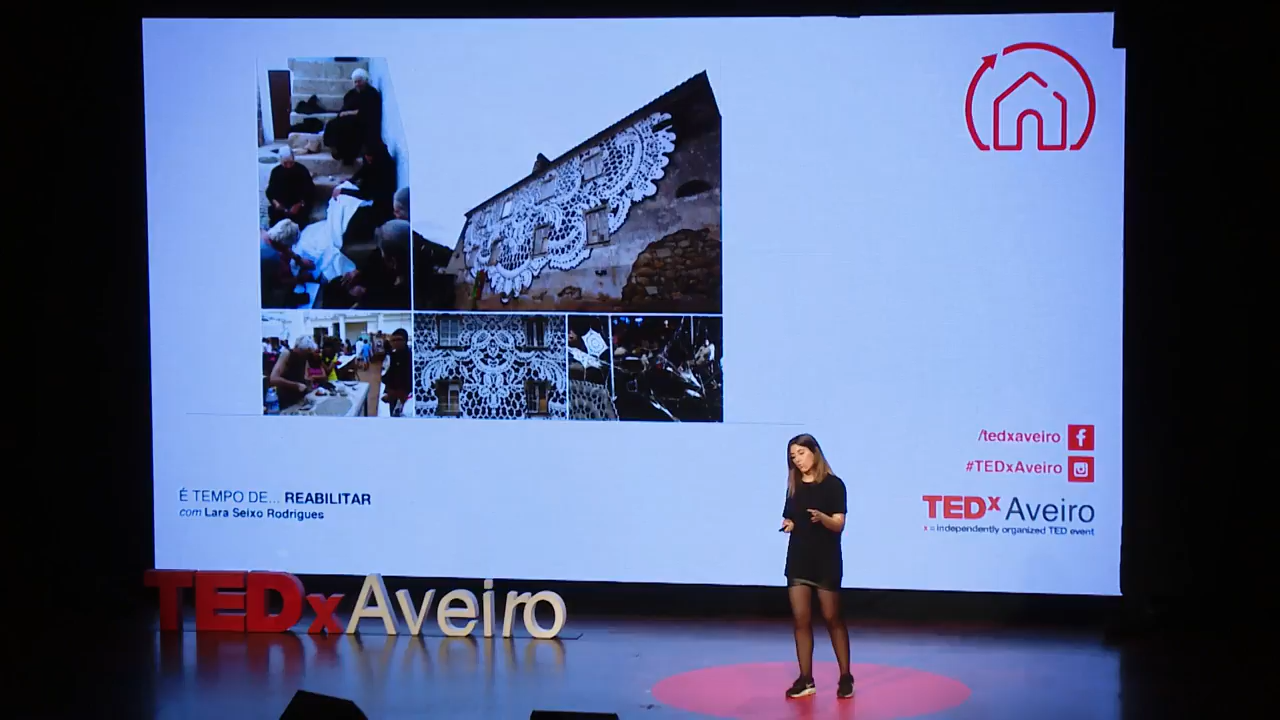 /tedxaveiro
#TEDxAveiro
TEDx Aveiro
x = independently organized TED event
É TEMPO DE... REABILITAR
com Lara Seixo Rodrigues
TEDxAveiro